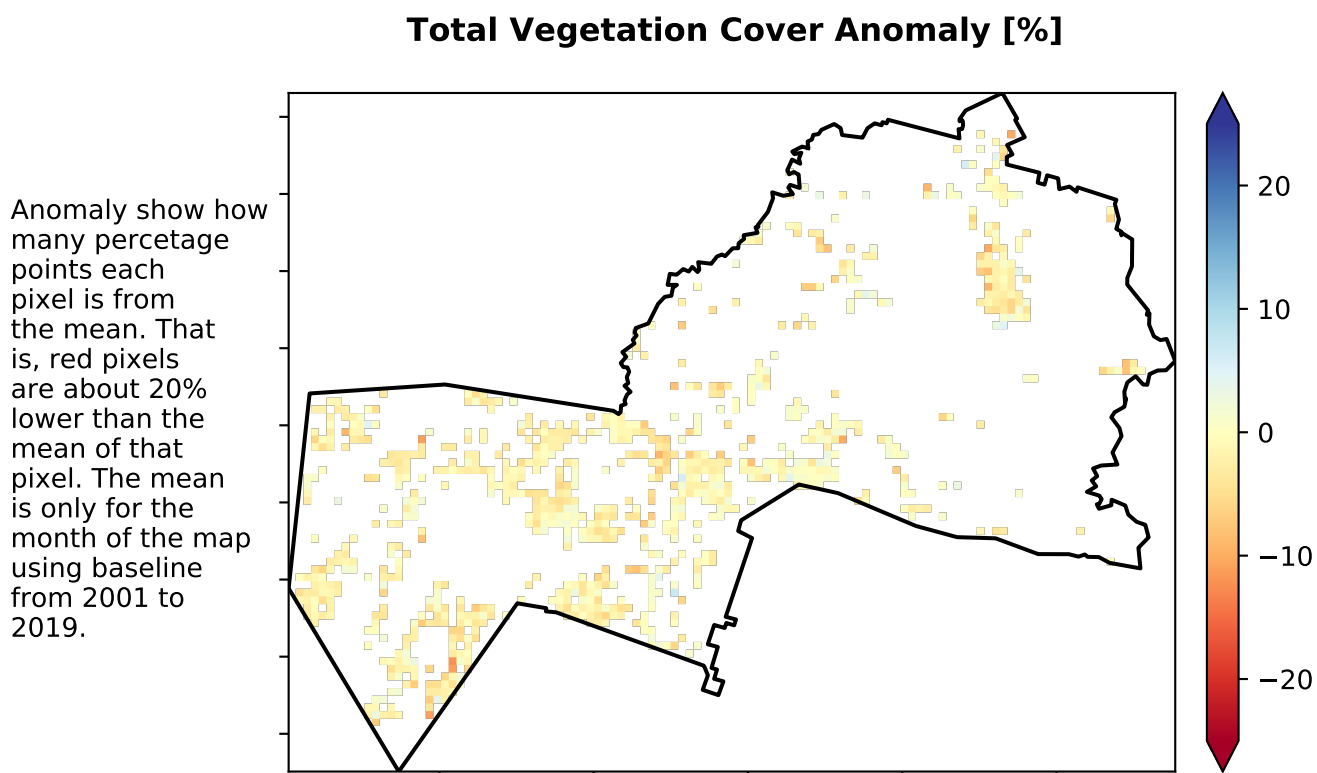 Total Vegetation Cover Anomaly [%]
Anomaly show how
many percetage
points each
pixel is from
the mean. That
is, red pixels
are about 20%
lower than the
mean of that
pixel. The mean
is only for the
month of the map
using baseline
from 2001 to
2019.
20
10
0
−10
−20